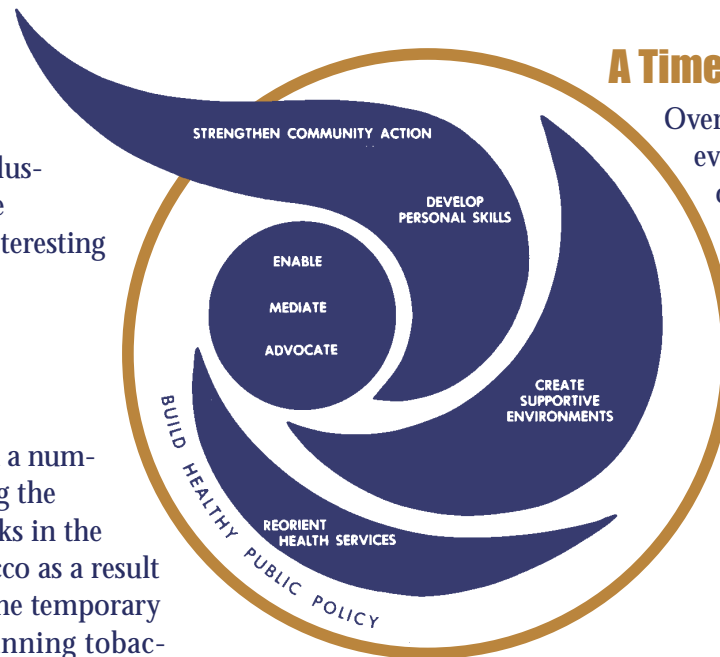 A Time
Over
ev
lus-
teresting
STRENGTHEN COMMUNITY ACTION
DEVELOP
PERSONAL SKILLS
ENABLE
MEDIATE
ADVOCATE
CREATE
SUPPORTIVE
ENVIRONMENTS
REORIENT
HEALTH SERVICES
BUILD HEALTHY PUBLIC POLICY
a num-
g the
ks in the
cco as a result
he temporary
nning tobac-